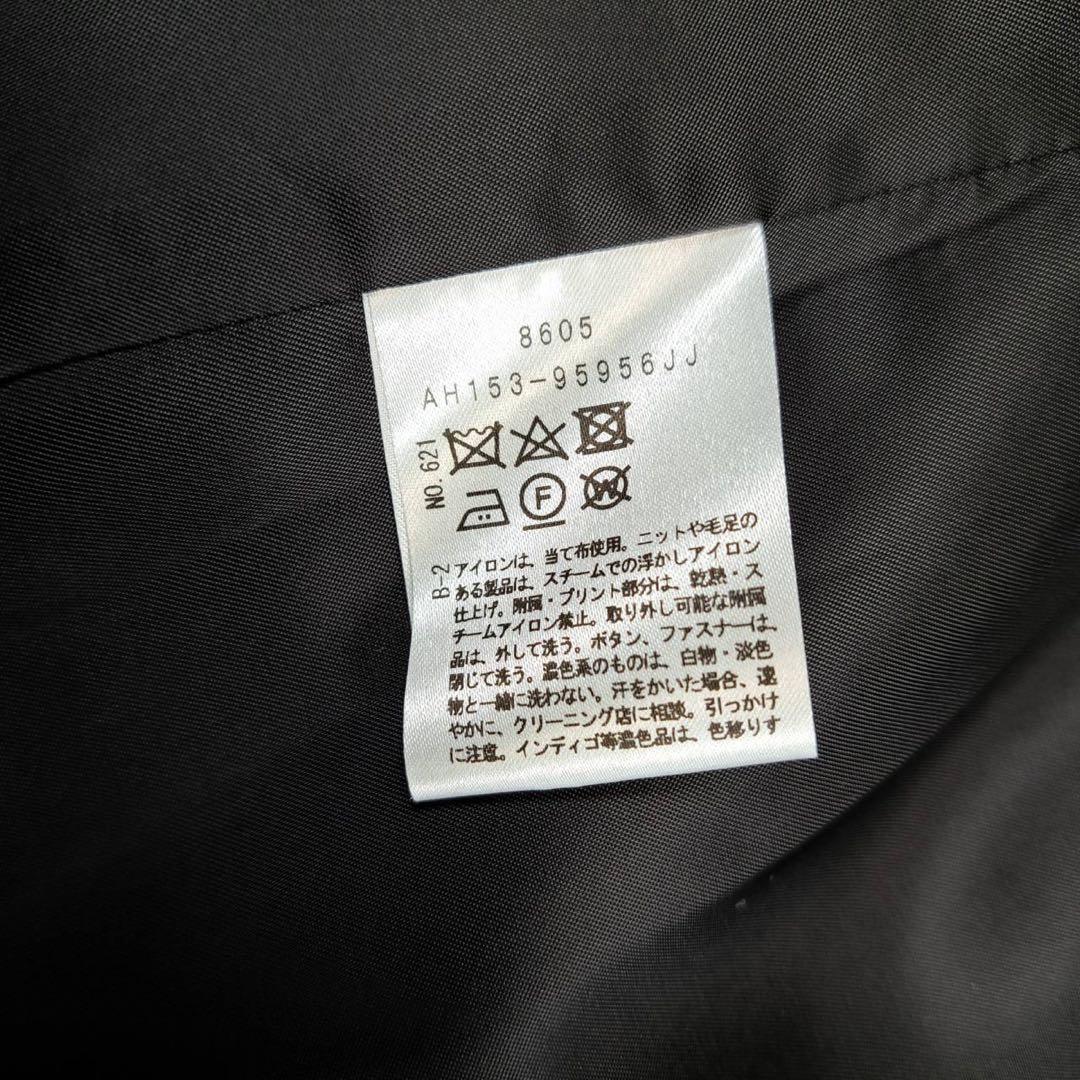 8605
AH153-95956JJ
NO.621
F
W
B-2
アイロンは、当て布使用。ニットや毛足の
ある製品は、スチームでの浮かしアイロン
仕上げ。附属・プリント部分は、乾熱・ス
チームアイロン禁止。取り外し可能な附属
品は、外して洗う。ボタン、ファスナーは、
閉じて洗う。濃色系のものは、白物・淡色
物と一緒に洗わない。汗をかいた場合、速
やかに、クリーニング店に相談。引っかけ
に注意。インディゴ等濃色品は、色移りす